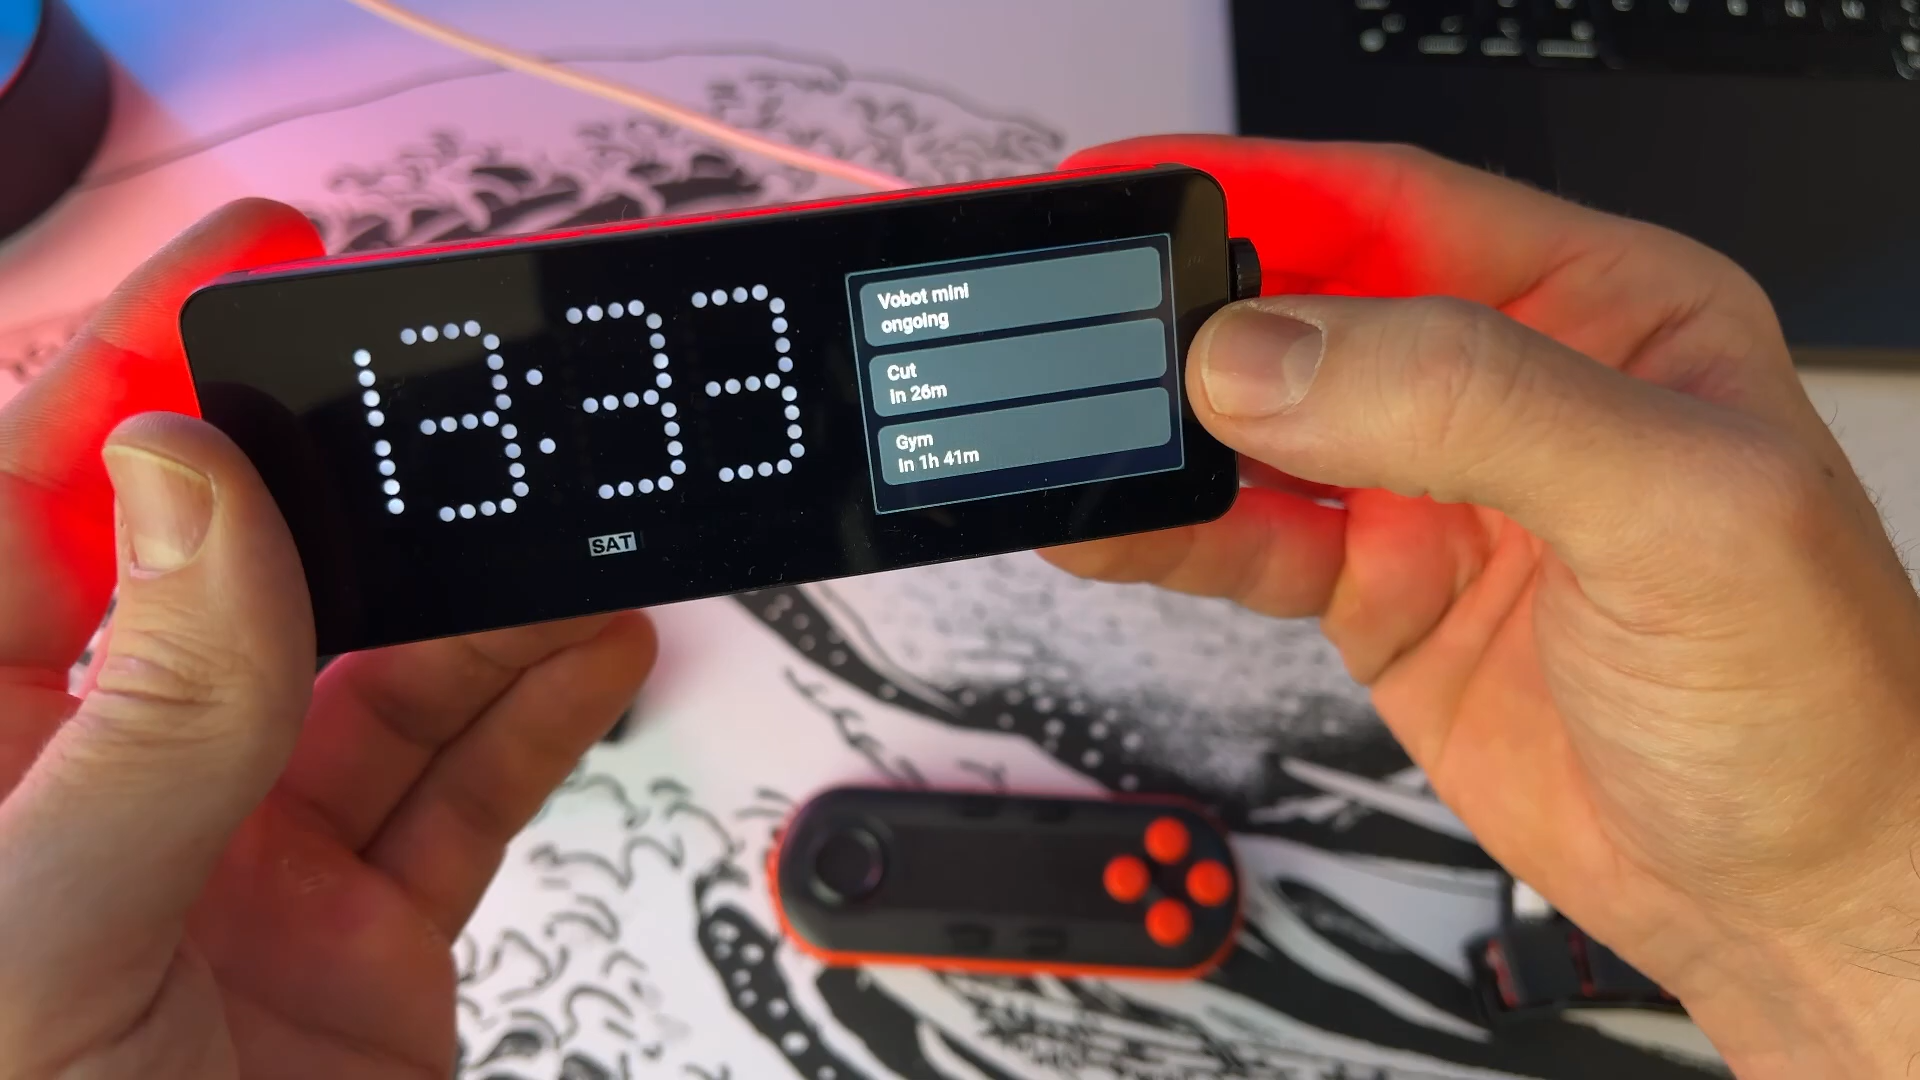 13:33
SAT
Vobot mini
ongoing
Cut
In 26m
Gym
In 1h 41m